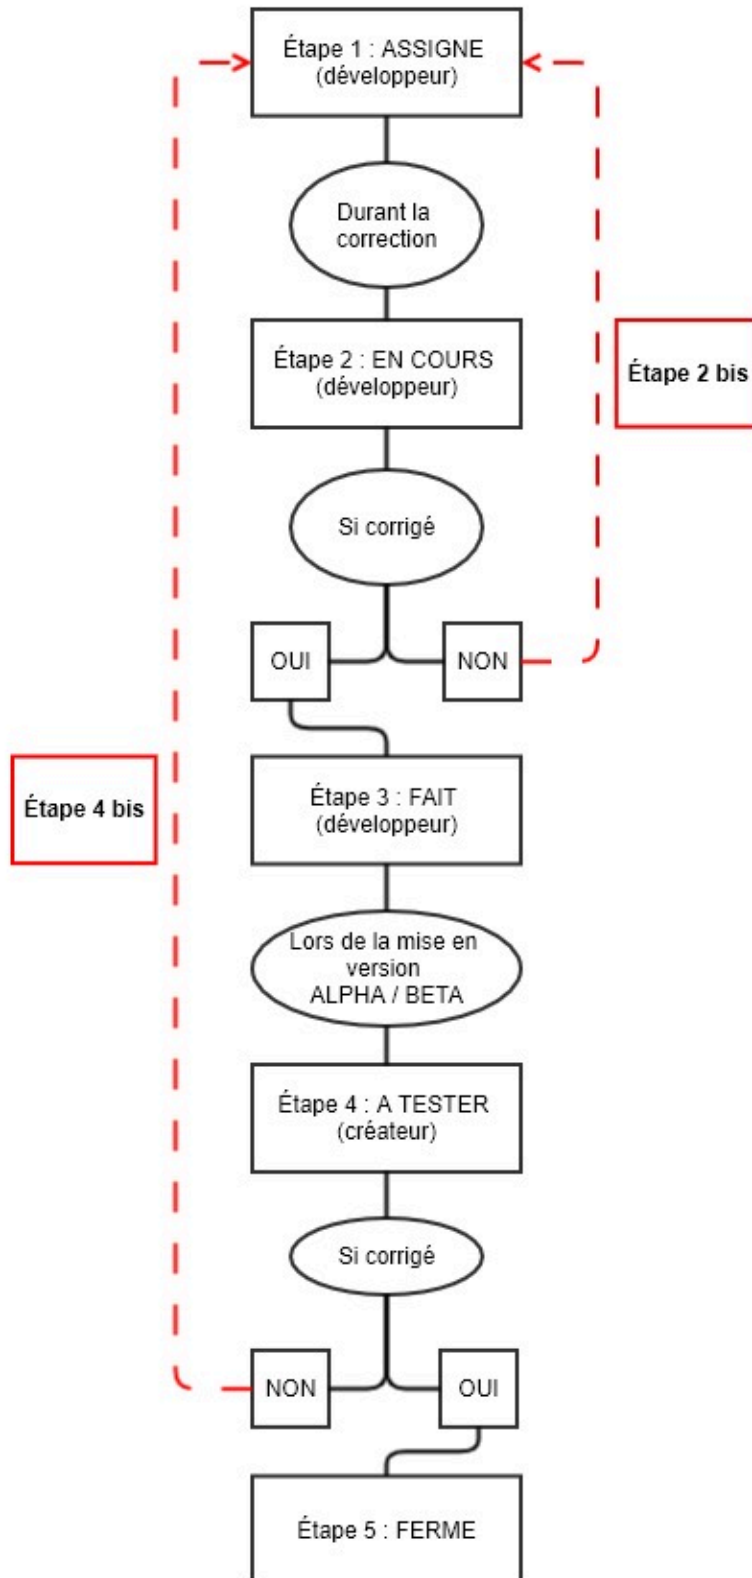 Étape 1 : ASSIGNE
(développeur)
Durant la
correction
Étape 2 : EN COURS
(développeur)
Étape 2 bis
Si corrigé
OUI
NON
Étape 4 bis
Étape 3 : FAIT
(développeur)
Lors de la mise en
version
ALPHA / BETA
Étape 4 : A TESTER
(créateur)
Si corrigé
NON
OUI
Étape 5 : FERME